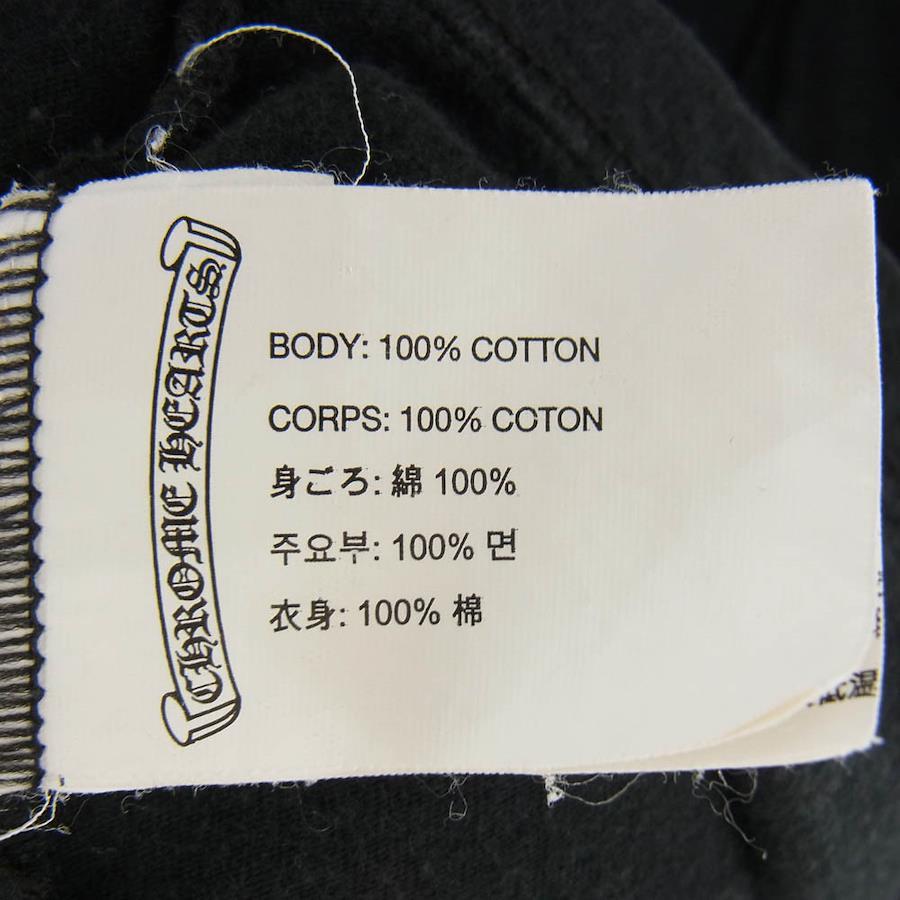 CHROME HEARTS
BODY: 100% COTTON
CORPS: 100% COTON
身ごろ: 綿 100%
주요부: 100% 면
衣身: 100% 棉